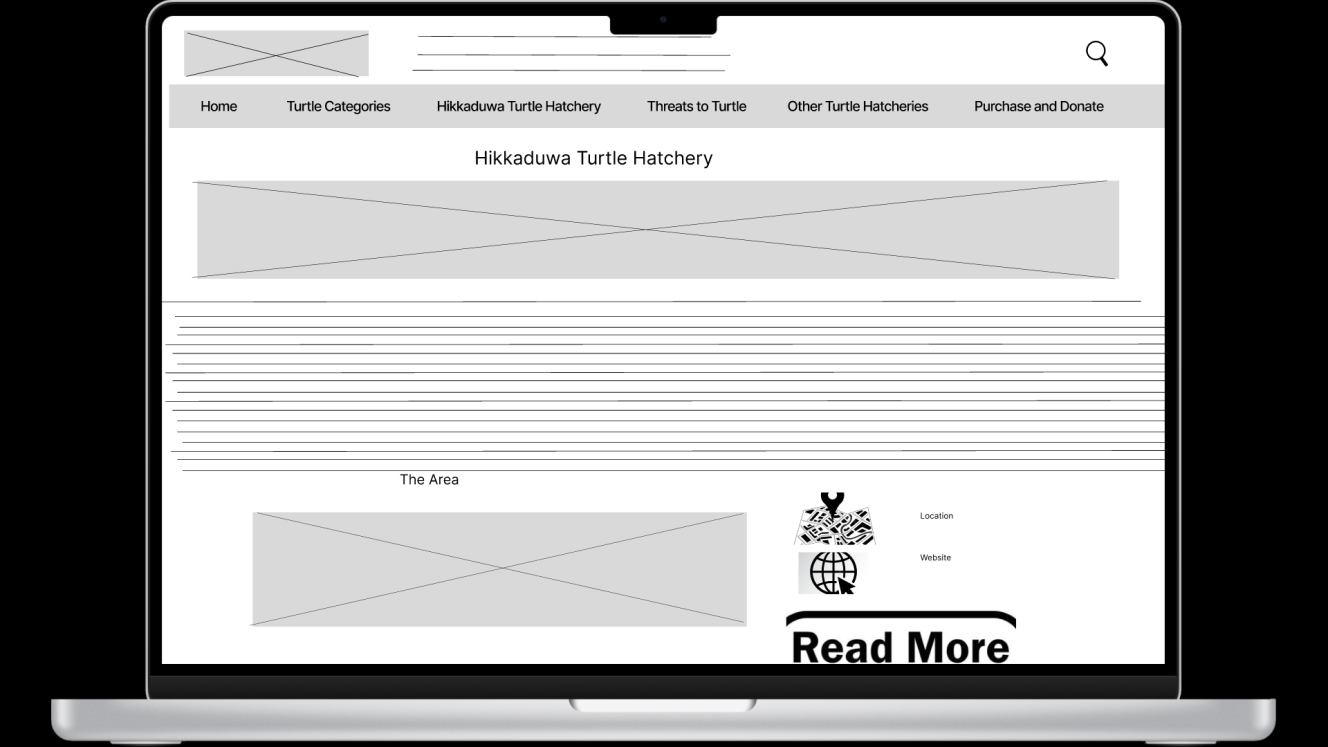 Home Turtle Categories Hikkaduwa Turtle Hatchery Threats to Turtle Other Turtle Hatcheries Purchase and Donate
Hikkaduwa Turtle Hatchery
The Area
Location
Website
Read More